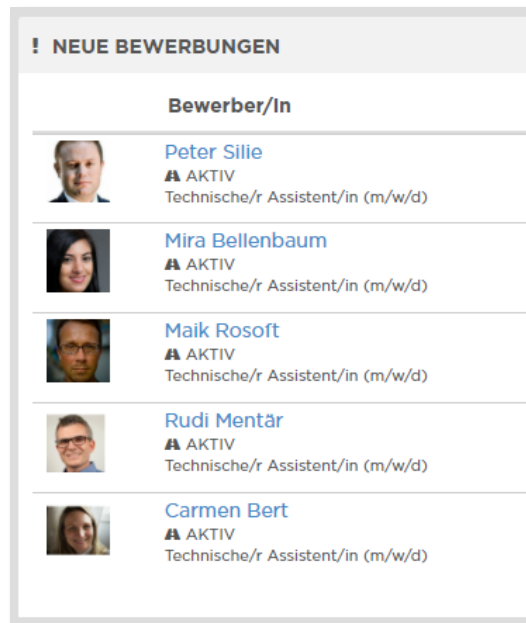 ! NEUE BEWERBUNGEN
Bewerber/In
Peter Silie
AKTIV
Technische/r Assistent/in (m/w/d)
Mira Bellenbaum
AKTIV
Technische/r Assistent/in (m/w/d)
Maik Rosoft
AKTIV
Technische/r Assistent/in (m/w/d)
Rudi Mentär
AKTIV
Technische/r Assistent/in (m/w/d)
Carmen Bert
AKTIV
Technische/r Assistent/in (m/w/d)